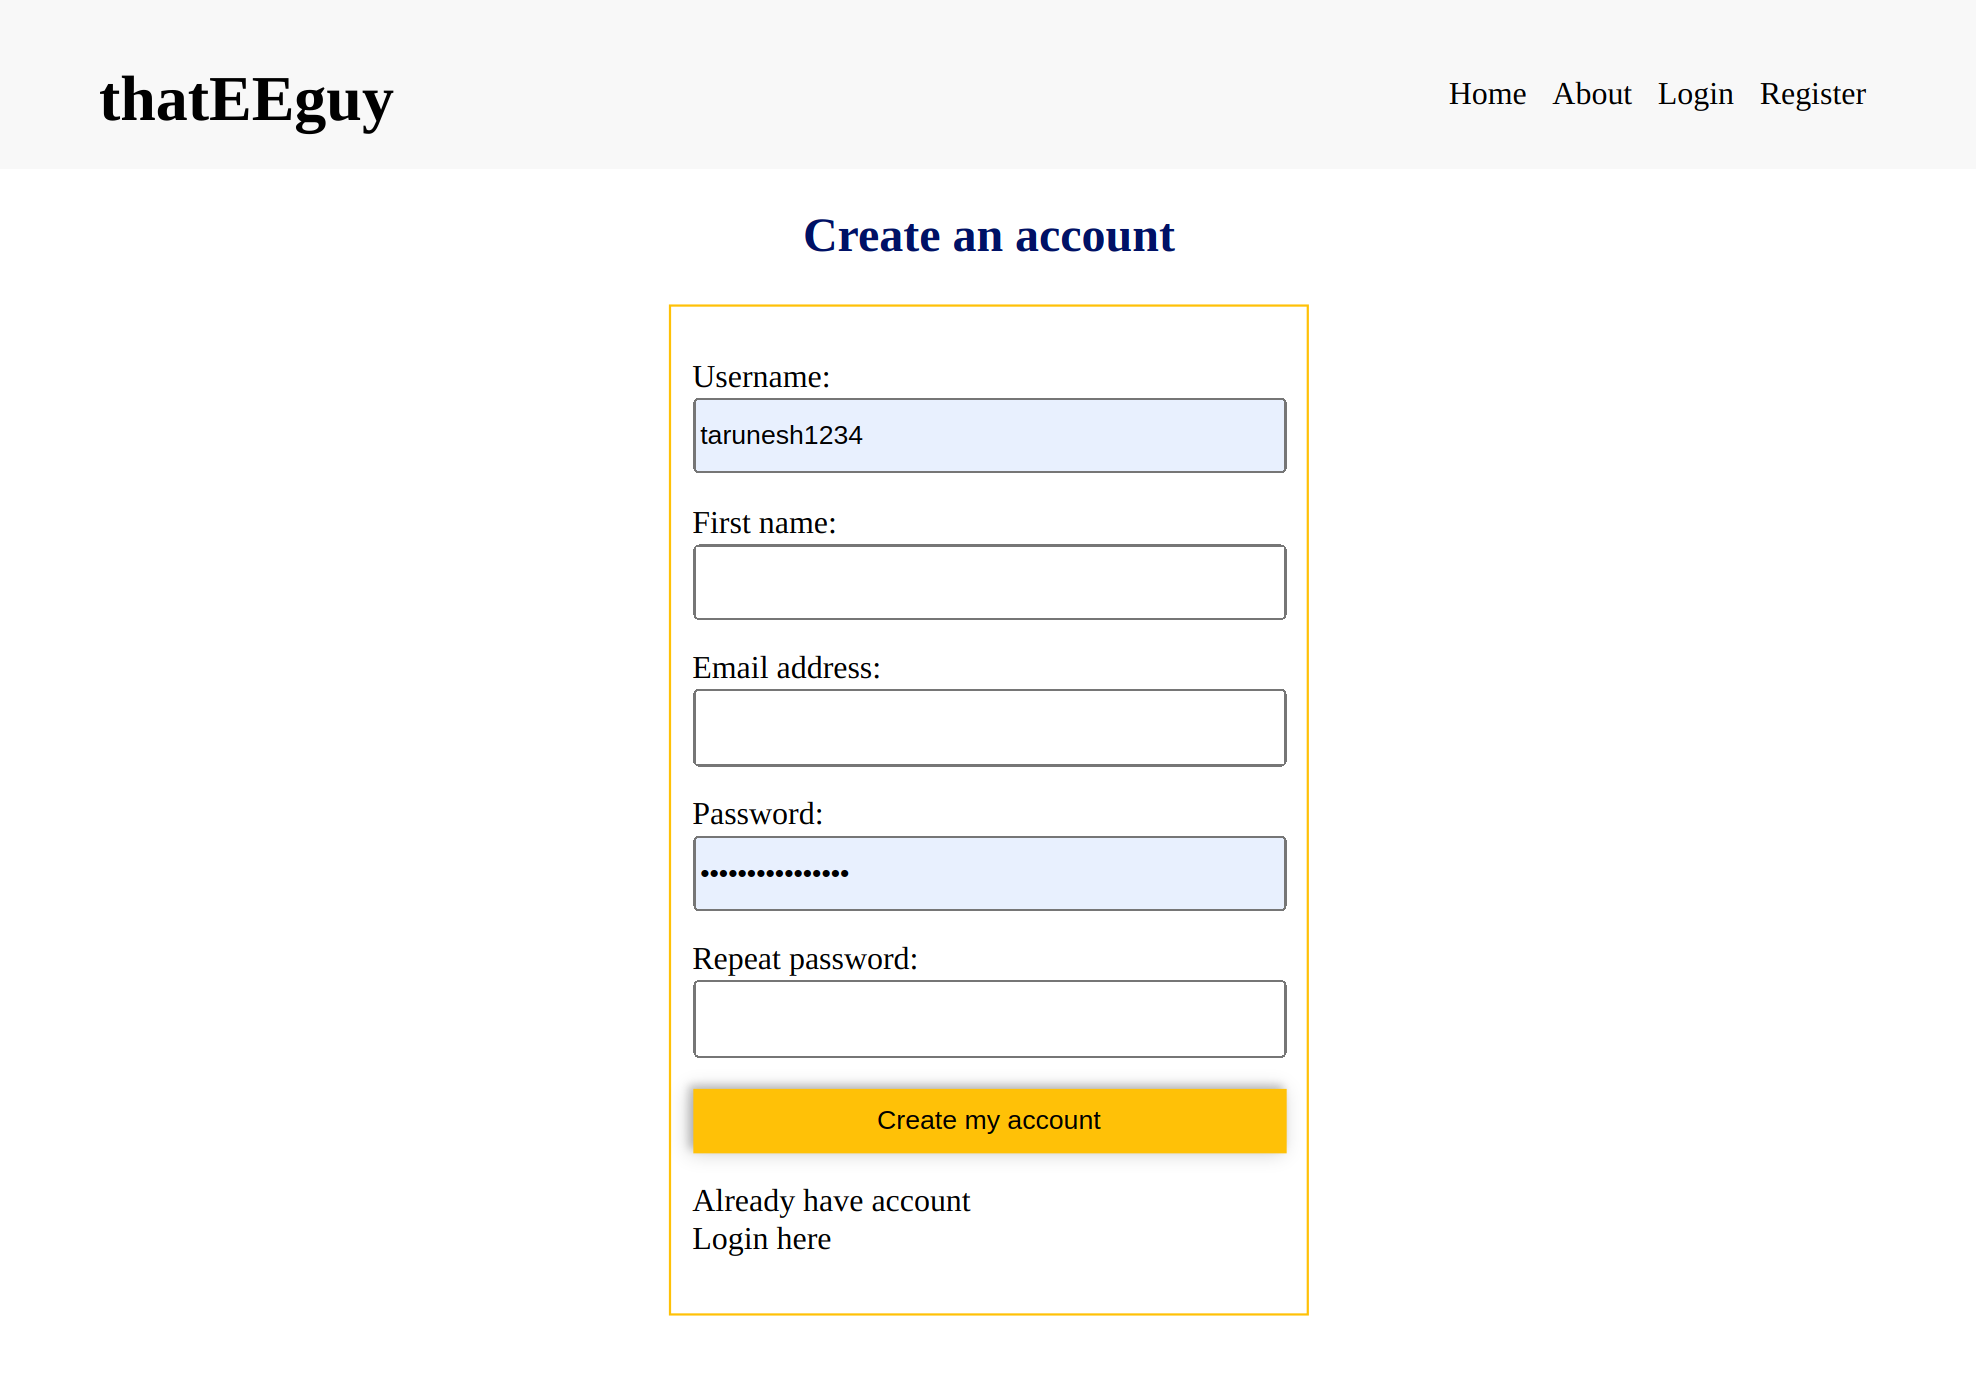 thatEEguy
Home About Login Register
Create an account
Username:
tarunesh1234
First name:
Email address:
Password:
••••••••••••••••
Repeat password:
Create my account
Already have account
Login here